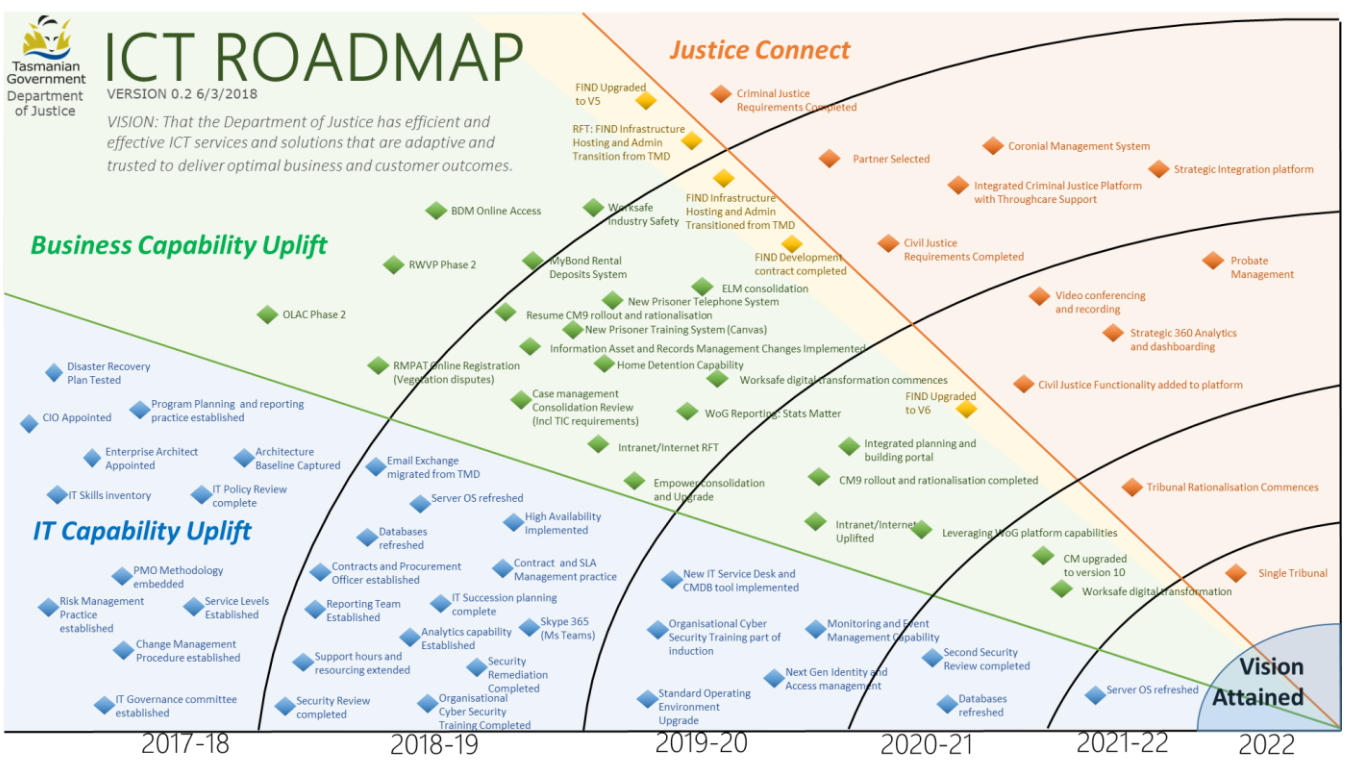 Tasmanian
Government
Department
of Justice
ICT ROADMAP
VERSION 0.2 6/3/2018
VISION: That the Department of Justice has efficient and
effective ICT services and solutions that are adaptive and
trusted to deliver optimal business and customer outcomes.
Justice Connect
Criminal Justice
Requirements Completed
Partner Selected
Coronial Management System
Strategic Integration platform
Integrated Criminal Justice Platform
with Throughcare Support
Civil Justice
Requirements Completed
Probate
Management
Video conferencing
and recording
Strategic 360 Analytics
and dashboarding
Civil Justice Functionality added to platform
Tribunal Rationalisation Commences
Single Tribunal
FIND Upgraded
to V5
RFT: FIND Infrastructure
Hosting and Admin
Transition from TMD
FIND Infrastructure
Hosting and Admin
Transitioned from TMD
FIND Development
contract completed
FIND Upgraded
to V6
Business Capability Uplift
BDM Online Access
Worksafe
Industry Safety
RWVP Phase 2
MyBond Rental
Deposits System
ELM consolidation
New Prisoner Telephone System
OLAC Phase 2
Resume CM9 rollout and rationalisation
New Prisoner Training System (Canvas)
Information Asset and Records Management Changes Implemented
RMPAT Online Registration
(Vegetation disputes)
Home Detention Capability
Worksafe digital transformation commences
Case management
Consolidation Review
(Incl TIC requirements)
WoG Reporting: Stats Matter
Intranet/Internet RFT
Integrated planning and
building portal
Empower consolidation
and Upgrade
CM9 rollout and rationalisation completed
Intranet/Internet
Uplifted
Leveraging WoG platform capabilities
CM upgraded
to version 10
Worksafe digital transformation
Disaster Recovery
Plan Tested
CIO Appointed
Program Planning and reporting
practice established
Enterprise Architect
Appointed
Architecture
Baseline Captured
IT Skills inventory
IT Policy Review
complete
IT Capability Uplift
PMO Methodology
embedded
Risk Management
Practice
established
Service Levels
Established
Change Management
Procedure established
IT Governance committee
established
Email Exchange
migrated from TMD
Server OS refreshed
High Availability
Implemented
Databases
refreshed
Contracts and Procurement
Officer established
Contract and SLA
Management practice
Reporting Team
Established
IT Succession planning
complete
Analytics capability
Established
Skype 365
(Ms Teams)
Support hours and
resourcing extended
Security
Remediation
Completed
Security Review
completed
Organisational
Cyber Security
Training Completed
New IT Service Desk and
CMDB tool implemented
Organisational Cyber
Security Training part of
induction
Monitoring and Event
Management Capability
Next Gen Identity and
Access management
Standard Operating
Environment
Upgrade
Second Security
Review completed
Databases
refreshed
Server OS refreshed
Vision
Attained
2017-18
2018-19
2019-20
2020-21
2021-22
2022